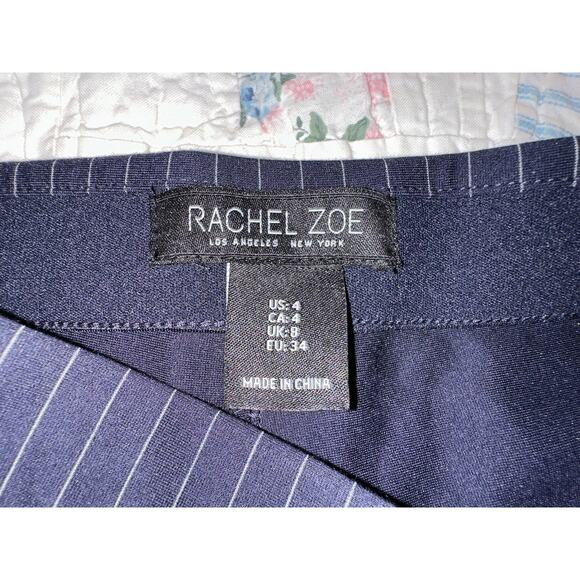 RACHEL ZOE
LOS ANGELES NEW YORK
US: 4
CA: 4
UK: 8
EU: 34
MADE IN CHINA